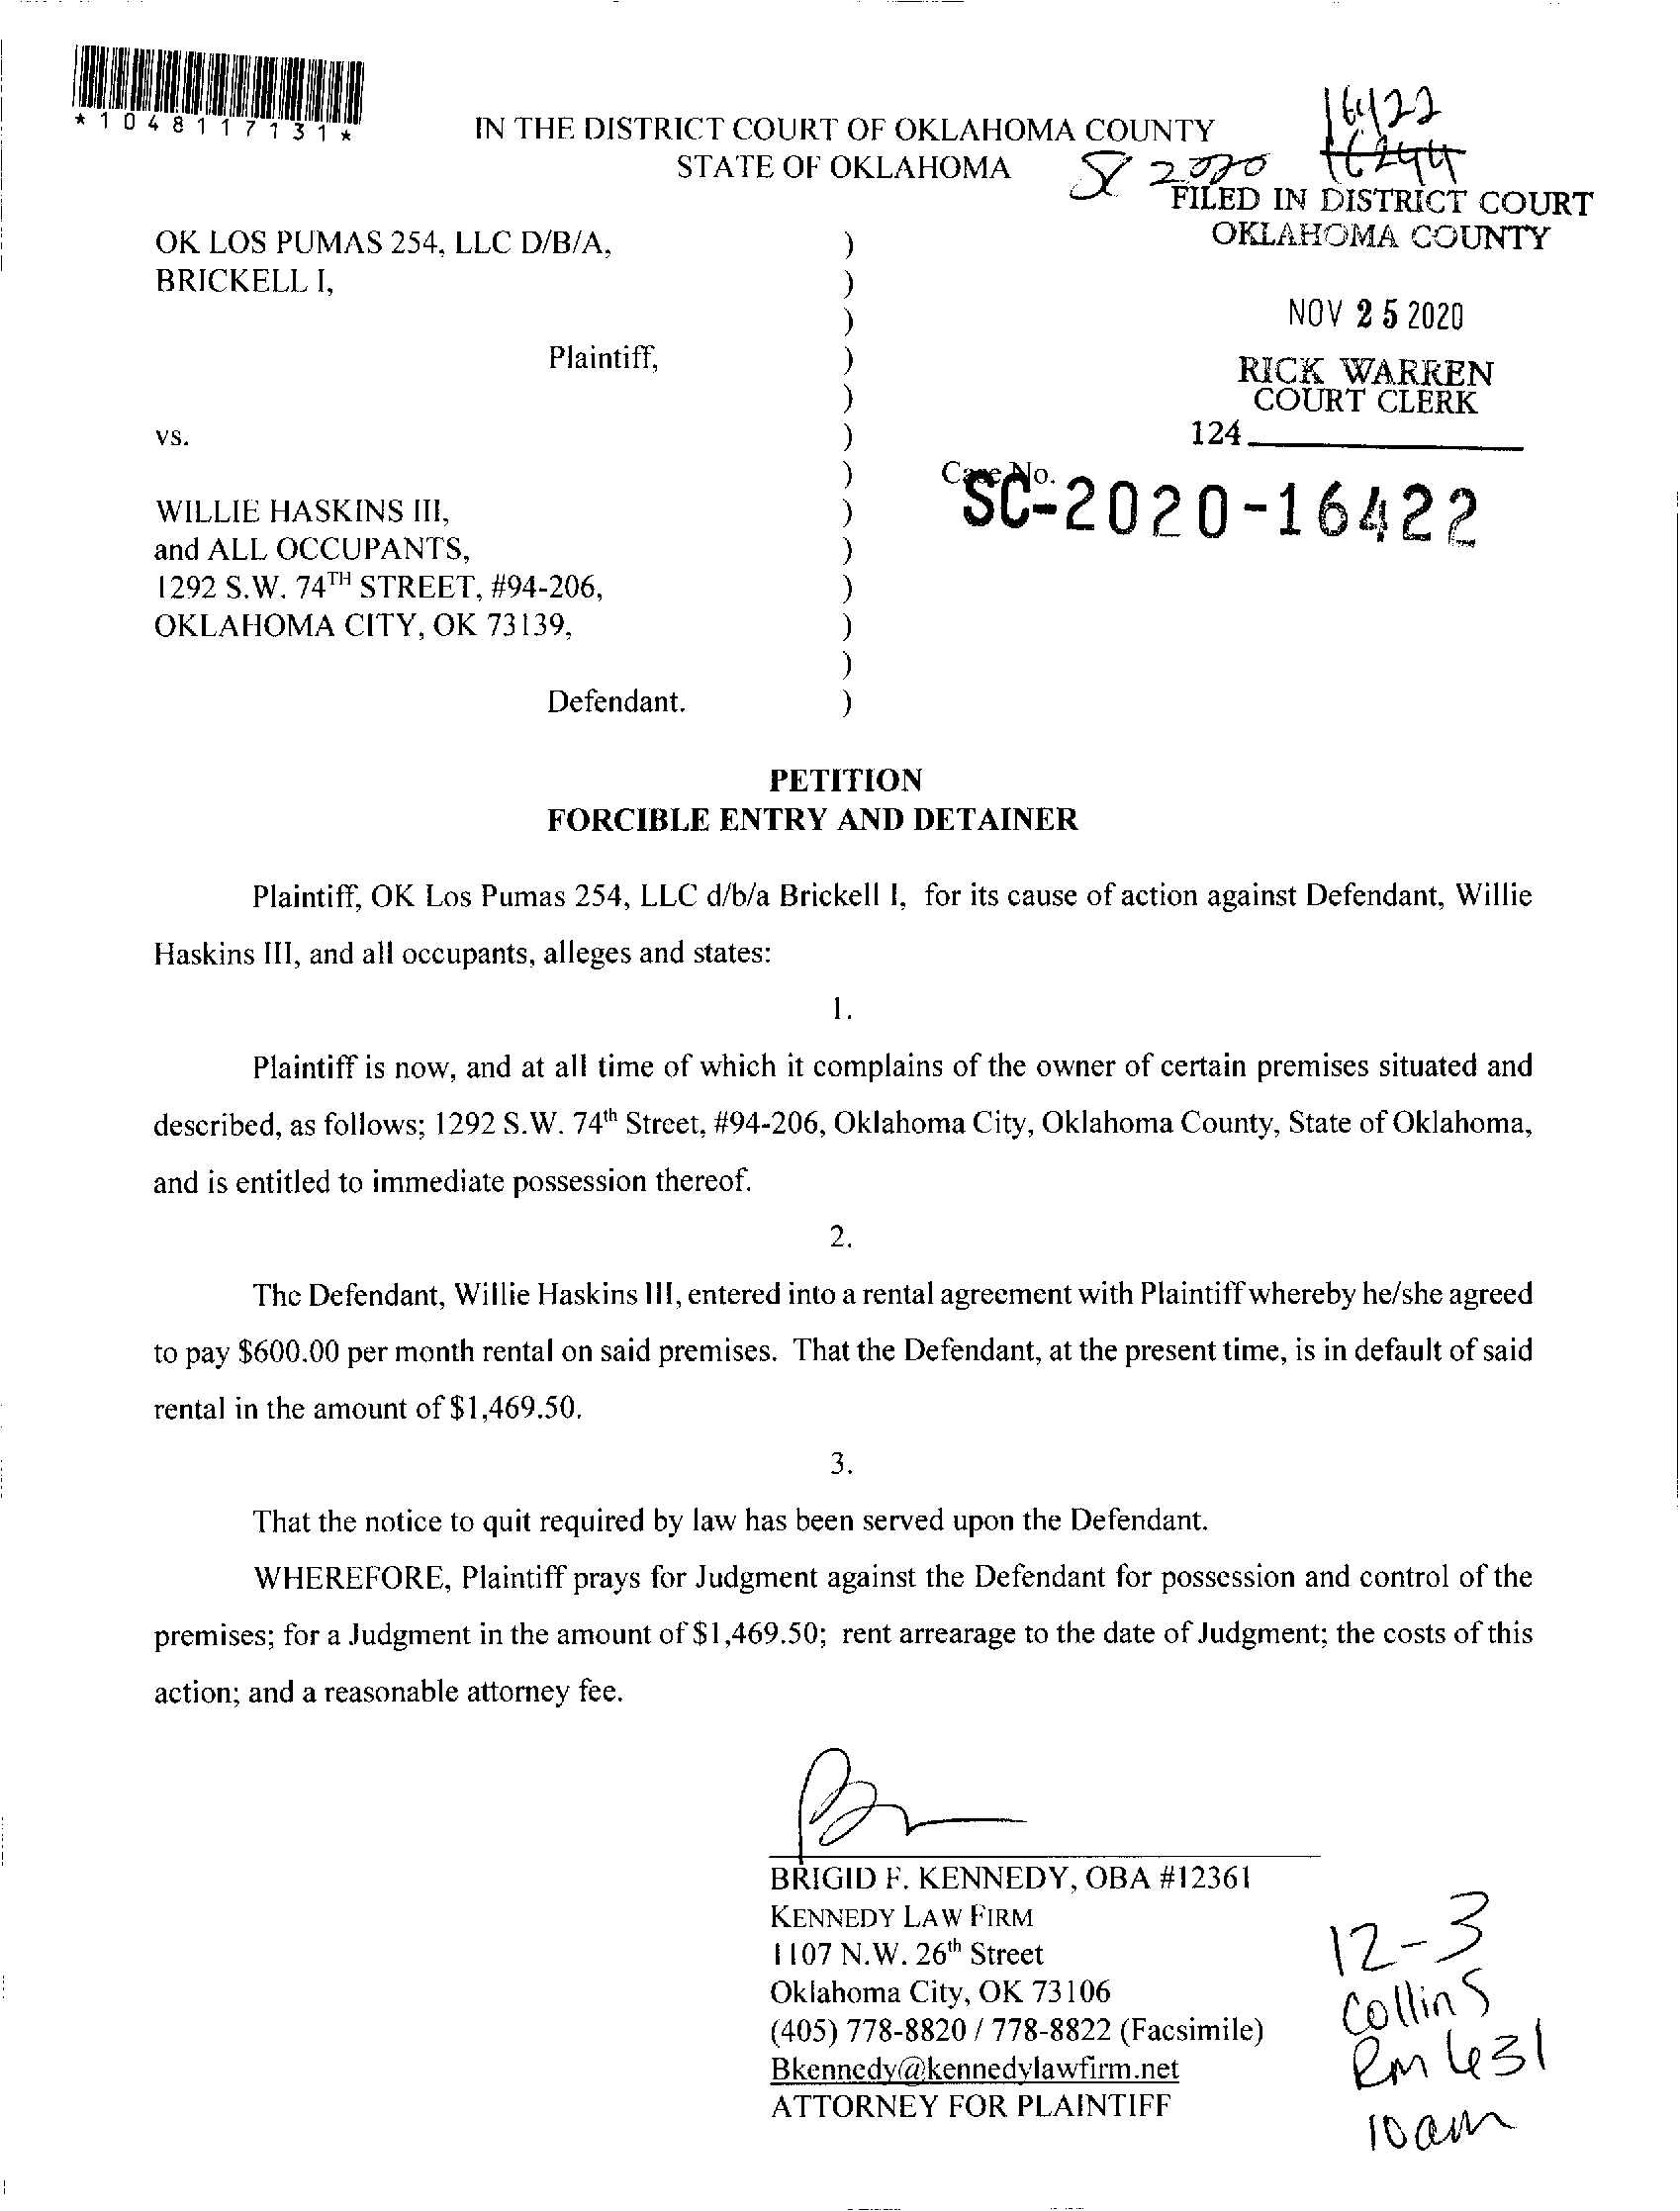 *1048117131*
16422
16244
IN THE DISTRICT COURT OF OKLAHOMA COUNTY
STATE OF OKLAHOMA
2020
FILED IN DISTRICT COURT
OKLAHOMA COUNTY
NOV 25 2020
RICK WARREN
COURT CLERK
124
OK LOS PUMAS 254, LLC D/B/A, )
BRICKELL I, )
)
Plaintiff, )
)
vs. )
) Case No.
SC-2020-16422
WILLIE HASKINS III, )
and ALL OCCUPANTS, )
1292 S.W. 74TH STREET, #94-206, )
OKLAHOMA CITY, OK 73139, )
)
Defendant. )
PETITION
FORCIBLE ENTRY AND DETAINER
Plaintiff, OK Los Pumas 254, LLC d/b/a Brickell I, for its cause of action against Defendant, Willie
Haskins III, and all occupants, alleges and states:
1.
Plaintiff is now, and at all time of which it complains of the owner of certain premises situated and
described, as follows; 1292 S.W. 74th Street, #94-206, Oklahoma City, Oklahoma County, State of Oklahoma,
and is entitled to immediate possession thereof.
2.
The Defendant, Willie Haskins III, entered into a rental agreement with Plaintiff whereby he/she agreed
to pay $600.00 per month rental on said premises. That the Defendant, at the present time, is in default of said
rental in the amount of $1,469.50.
3.
That the notice to quit required by law has been served upon the Defendant.
WHEREFORE, Plaintiff prays for Judgment against the Defendant for possession and control of the
premises; for a Judgment in the amount of $1,469.50; rent arrearage to the date of Judgment; the costs of this
action; and a reasonable attorney fee.
BRIGID F. KENNEDY, OBA #12361
KENNEDY LAW FIRM
1107 N.W. 26th Street
Oklahoma City, OK 73106
(405) 778-8820 / 778-8822 (Facsimile)
Bkennedy@kennedylawfirm.net
ATTORNEY FOR PLAINTIFF
12-3
Collins
Rm 631
10am